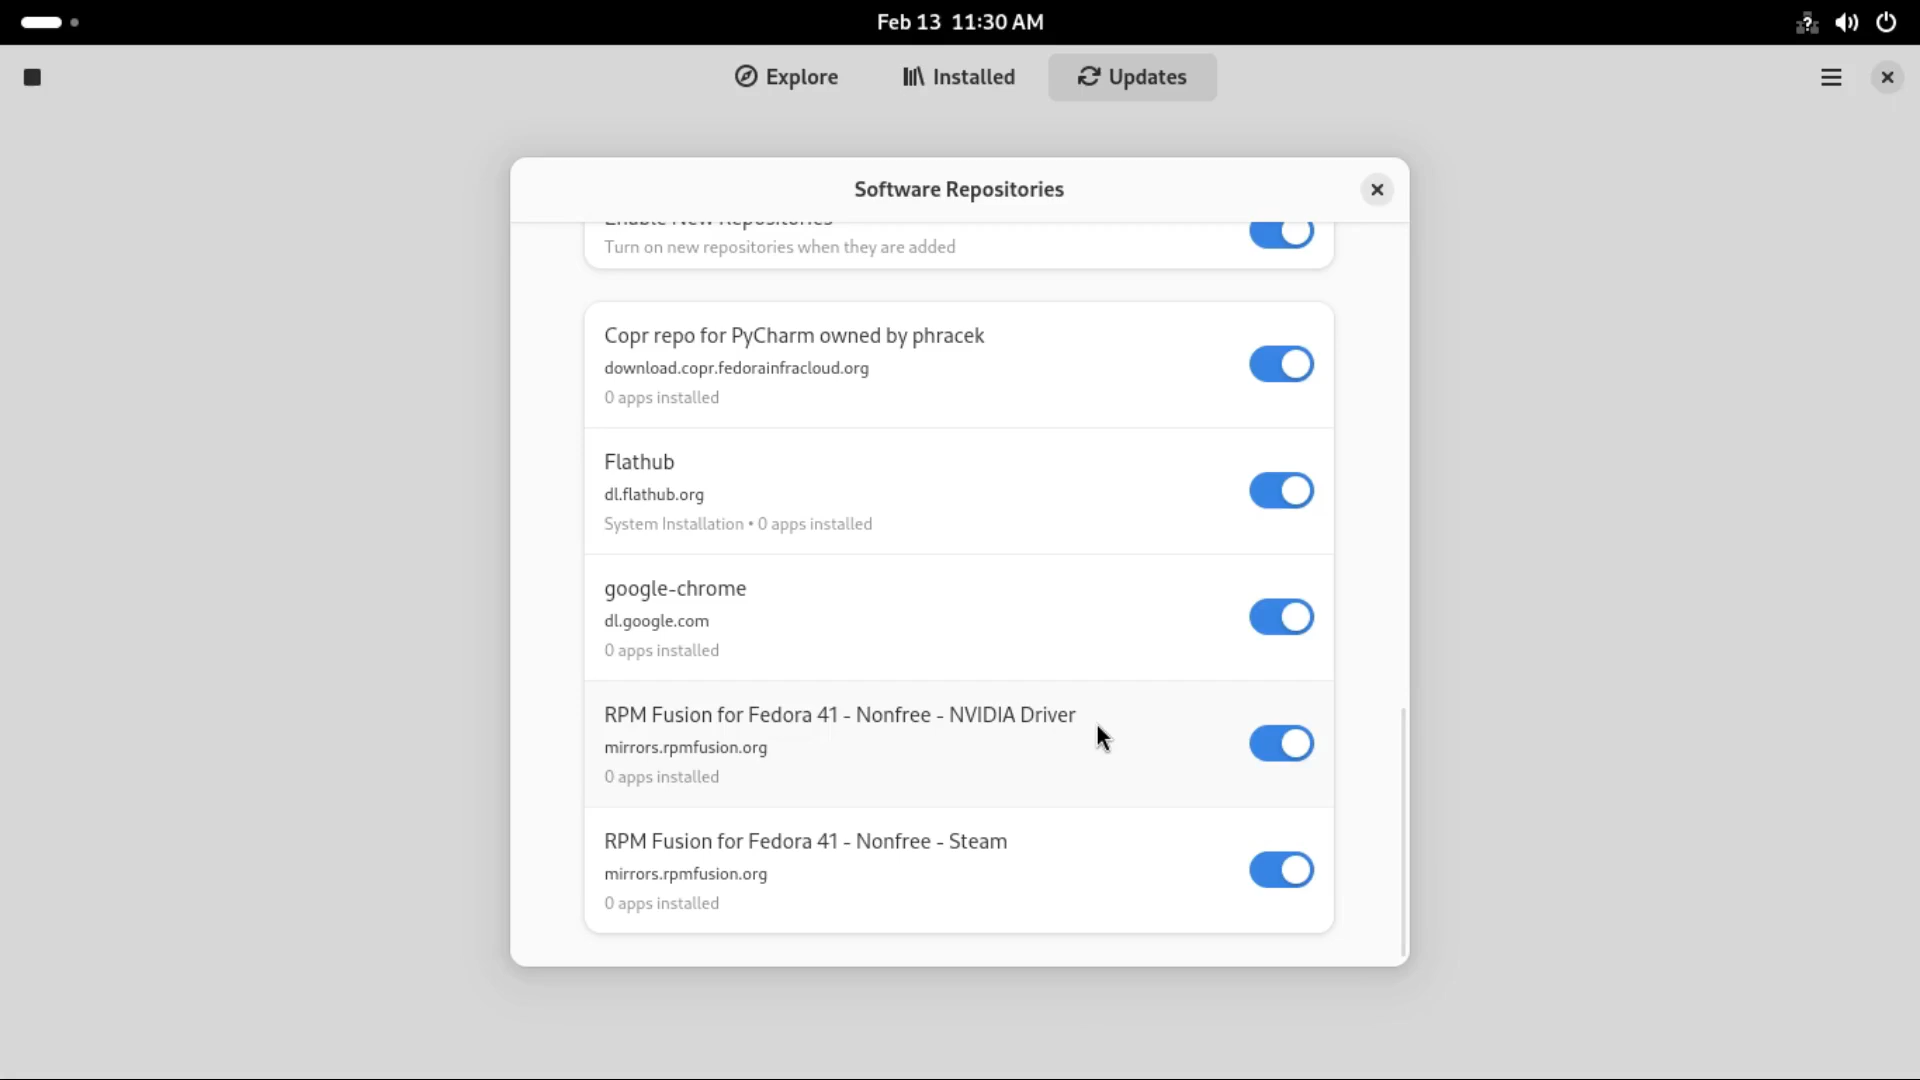 Feb 13 11:30 AM
Explore
Installed
Updates
Software Repositories
Enable New Repositories
Turn on new repositories when they are added
Copr repo for PyCharm owned by phracek
download.copr.fedorainfracloud.org
0 apps installed
Flathub
dl.flathub.org
System Installation • 0 apps installed
google-chrome
dl.google.com
0 apps installed
RPM Fusion for Fedora 41 - Nonfree - NVIDIA Driver
mirrors.rpmfusion.org
0 apps installed
RPM Fusion for Fedora 41 - Nonfree - Steam
mirrors.rpmfusion.org
0 apps installed